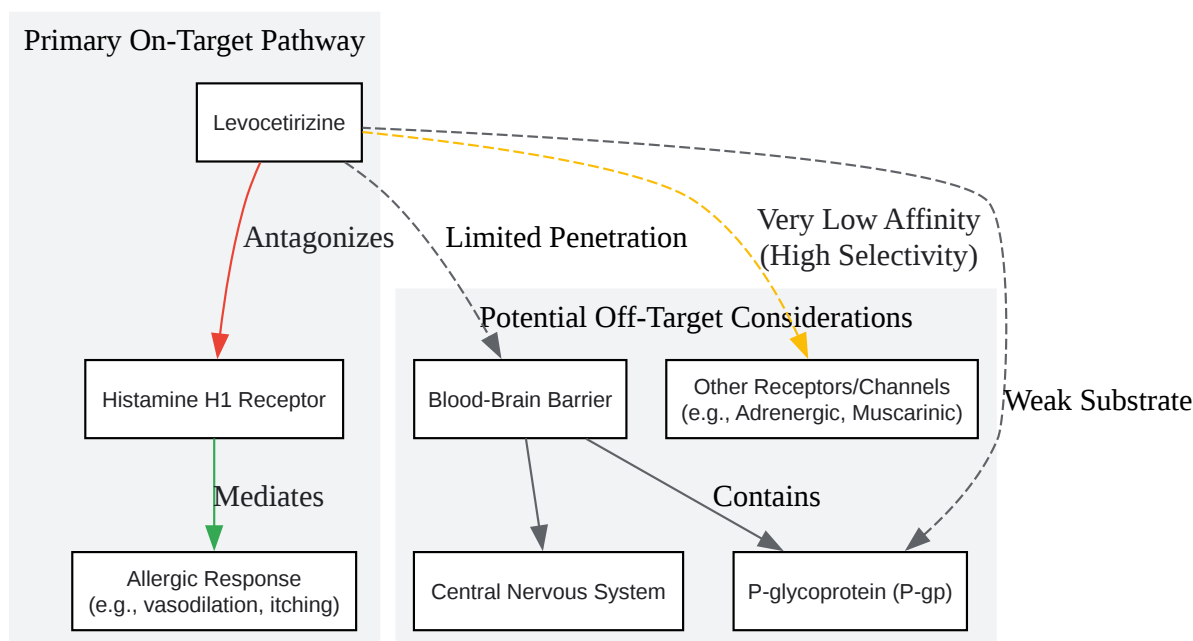 Primary On-Target Pathway
Levocetirizine
Antagonizes
Limited Penetration
Very Low Affinity
(High Selectivity)
Potential Off-Target Considerations
Histamine H1 Receptor
Blood-Brain Barrier
Other Receptors/Channels
(e.g., Adrenergic, Muscarinic)
Weak Substrate
Mediates
Contains
Allergic Response
(e.g., vasodilation, itching)
Central Nervous System
P-glycoprotein (P-gp)